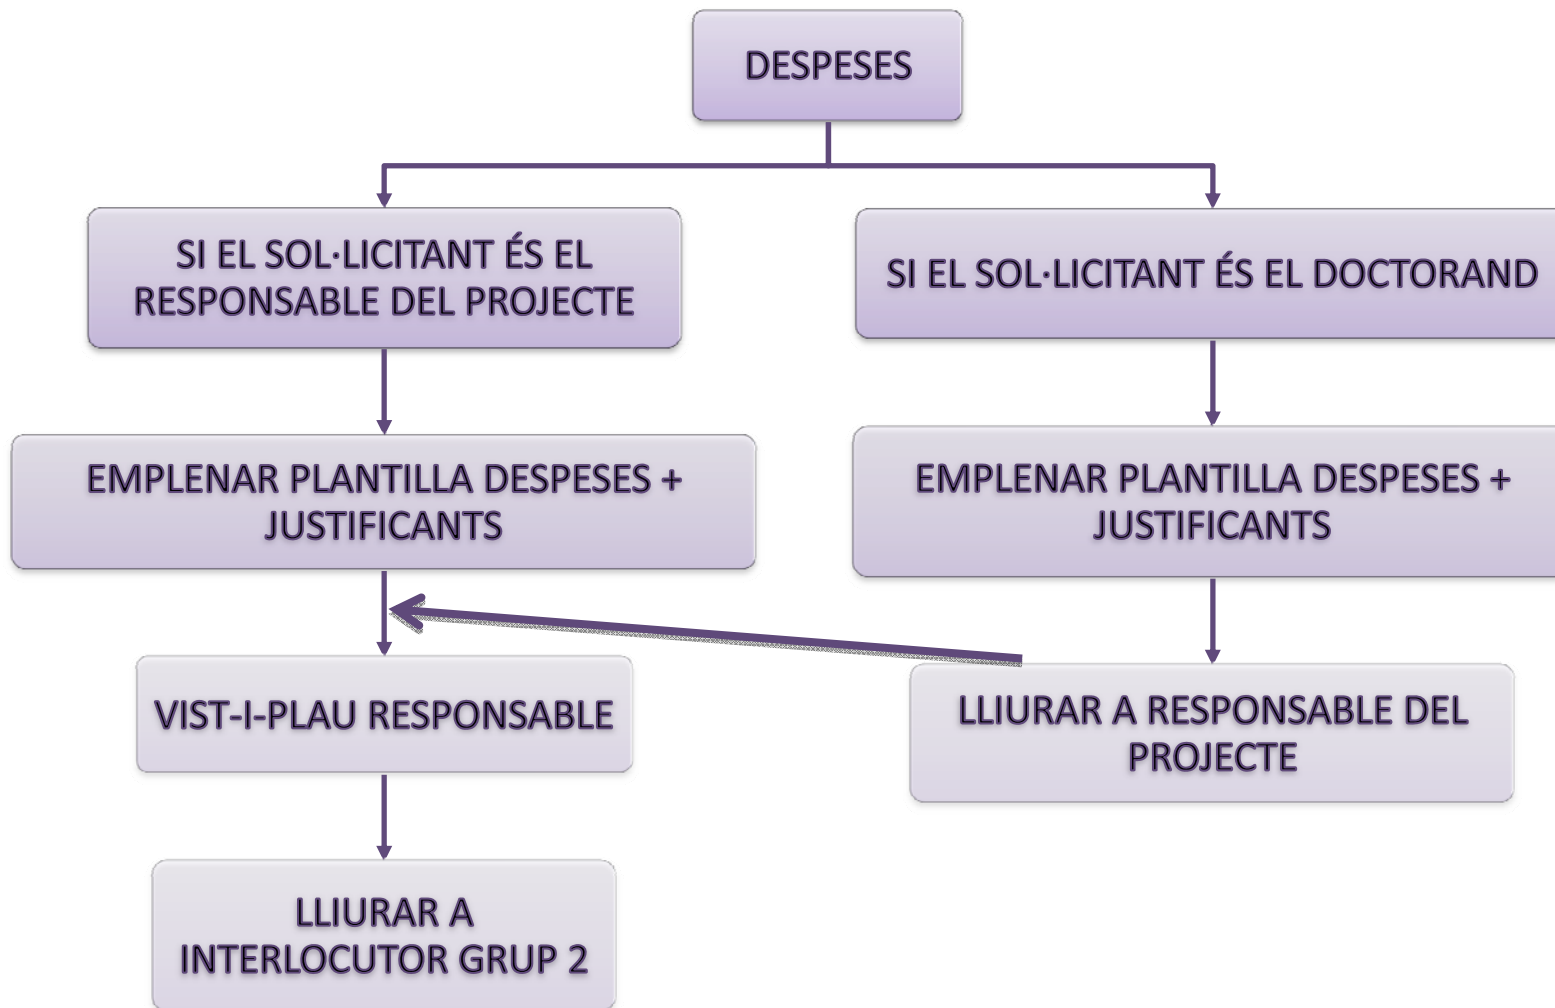 DESPESES
SI EL SOL·LICITANT ÉS EL
RESPONSABLE DEL PROJECTE
SI EL SOL·LICITANT ÉS EL DOCTORAND
EMPLENAR PLANTILLA DESPESES +
JUSTIFICANTS
EMPLENAR PLANTILLA DESPESES +
JUSTIFICANTS
VIST-I-PLAU RESPONSABLE
LLIURAR A RESPONSABLE DEL
PROJECTE
LLIURAR A
INTERLOCUTOR GRUP 2